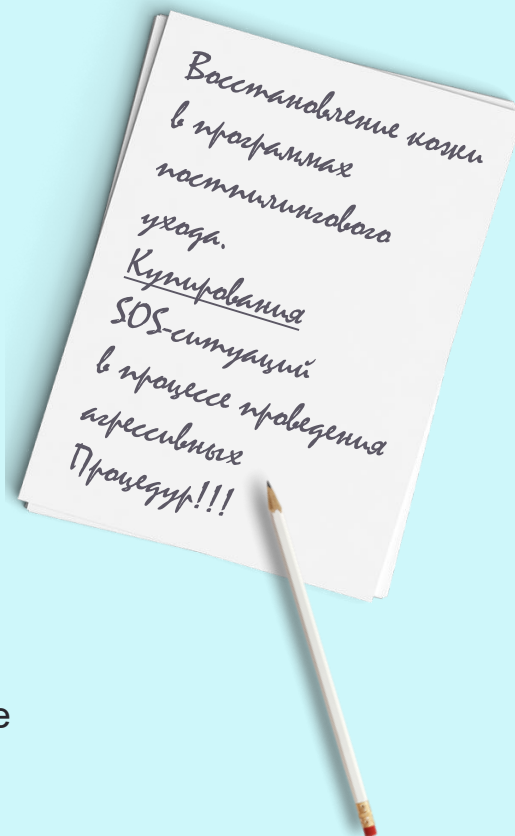 Восстановление кожи
в программах
постпилингового
ухода.
Купирования
SOS-ситуаций
в процессе проведения
агрессивных
Процедур!!!
е